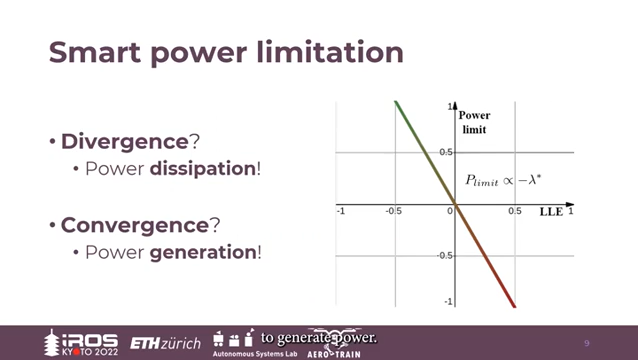 Smart power limitation
• Divergence?
• Power dissipation!
• Convergence?
• Power generation!
1
Power
limit
0.5
P_limit ∝ −λ*
-1
-0.5
0
0.5
LLE
1
-0.5
-1
iROS
KYOTO 2022
ETH zürich
Autonomous Systems Lab
AERO-TRAIN
to generate power.
9